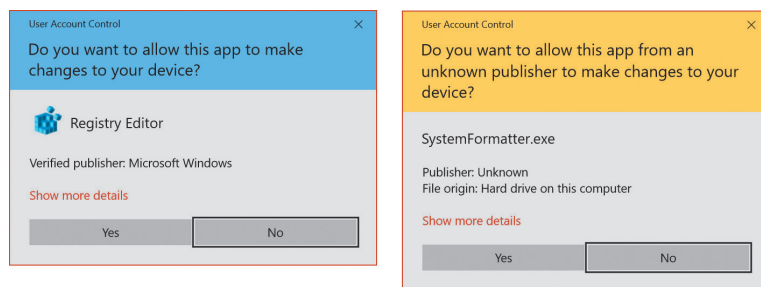 User Account Control
Do you want to allow this app to make
changes to your device?
Registry Editor
Verified publisher: Microsoft Windows
Show more details
Yes
No
User Account Control
Do you want to allow this app from an
unknown publisher to make changes to your
device?
SystemFormatter.exe
Publisher: Unknown
File origin: Hard drive on this computer
Show more details
Yes
No